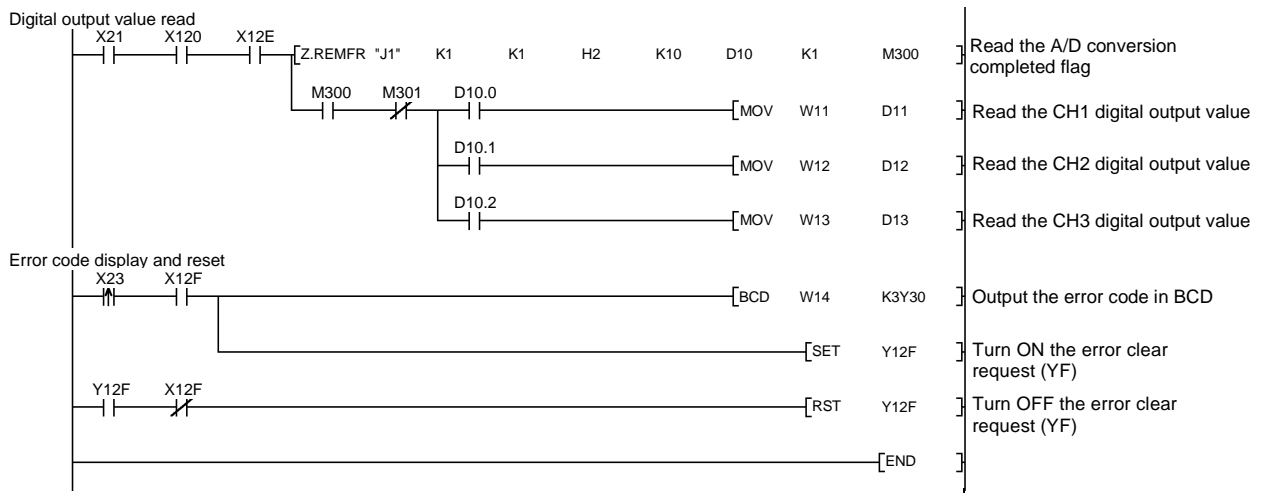 Digital output value read
X21 X120 X12E
Z.REMFR "J1" K1 K1 H2 K10 D10 K1 M300 Read the A/D conversion
completed flag
M300 M301 D10.0
MOV W11 D11 Read the CH1 digital output value
D10.1
MOV W12 D12 Read the CH2 digital output value
D10.2
MOV W13 D13 Read the CH3 digital output value
Error code display and reset
X23 X12F
BCD W14 K3Y30 Output the error code in BCD
SET Y12F Turn ON the error clear
request (YF)
Y12F X12F
RST Y12F Turn OFF the error clear
request (YF)
END